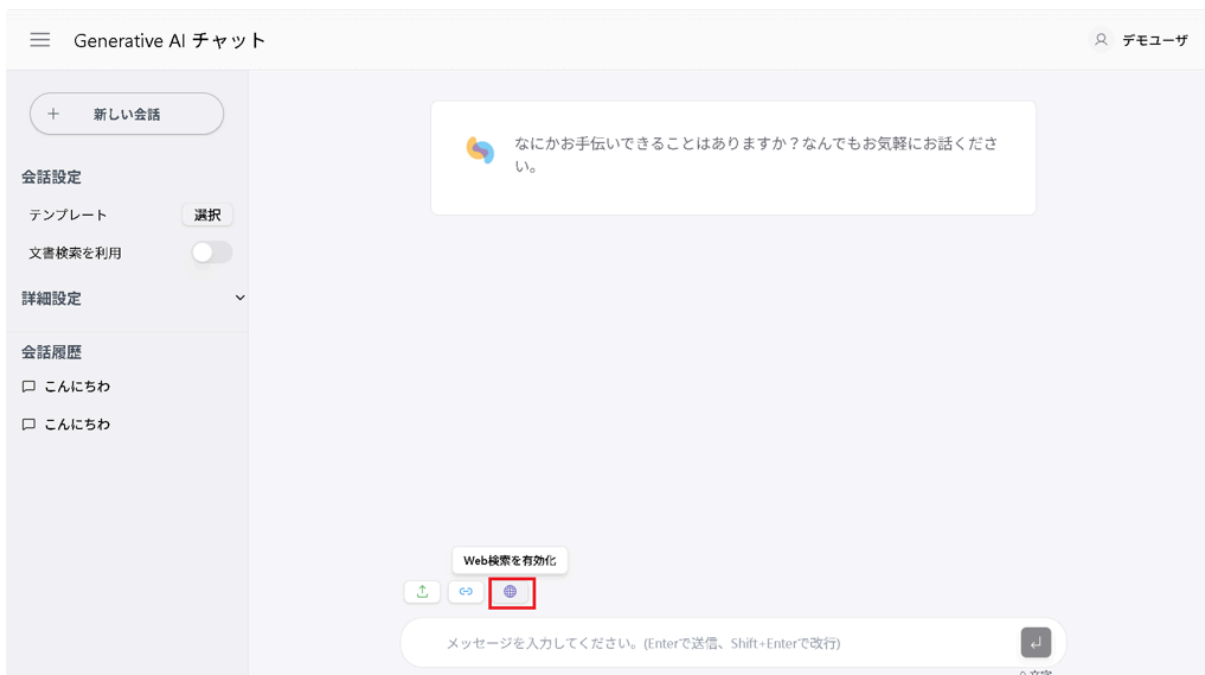 Generative AI チャット
デモユーザ
新しい会話
会話設定
テンプレート
選択
文書検索を利用
詳細設定
会話履歴
こんにちわ
こんにちわ
なにかお手伝いできることはありますか？なんでもお気軽にお話くださ
い。
Web検索を有効化
メッセージを入力してください。(Enterで送信、Shift+Enterで改行)
0 文字